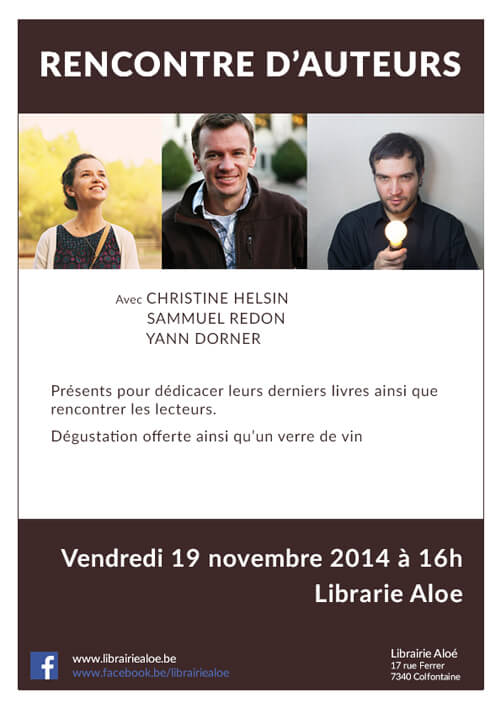 RENCONTRE D'AUTEURS
Avec CHRISTINE HELSIN
SAMMUEL REDON
YANN DORNER
Présents pour dédicacer leurs derniers livres ainsi que
rencontrer les lecteurs.
Dégustation offerte ainsi qu'un verre de vin
Vendredi 19 novembre 2014 à 16h
Librarie Aloe
f
www.librairiealoe.be
www.facebook.be/librairiealoe
Librairie Aloé
17 rue Ferrer
7340 Colfontaine